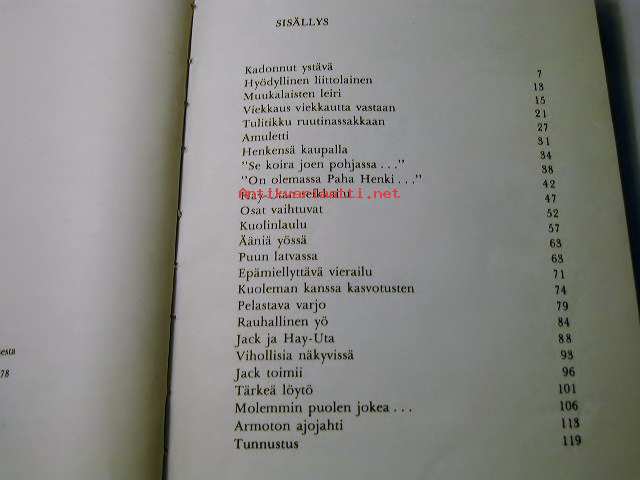 SISÄLLYS
Kadonnut ystävä 7
Hyödyllinen liittolainen 13
Muukalaisten leiri 15
Viekkaus viekkautta vastaan 21
Tulitikku ruutinassakkaan 27
Amuletti 31
Henkensä kaupalla 34
"Se koira joen pohjassa . . ." 38
"On olemassa Paha Henki . . ." 42
Antikvariaatti.net
Hay-Utan seikkailu 47
Osat vaihtuvat 52
Kuolinlaulu 57
Ääniä yössä 63
Puun latvassa 68
Epämiellyttävä vierailu 71
Kuoleman kanssa kasvotusten 74
Pelastava varjo 79
Rauhallinen yö 84
Jack ja Hay-Uta 88
Vihollisia näkyvissä 93
Jack toimii 96
Tärkeä löytö 101
Molemmin puolen jokea . . . 106
Armoton ajojahti 113
Tunnustus 119
78